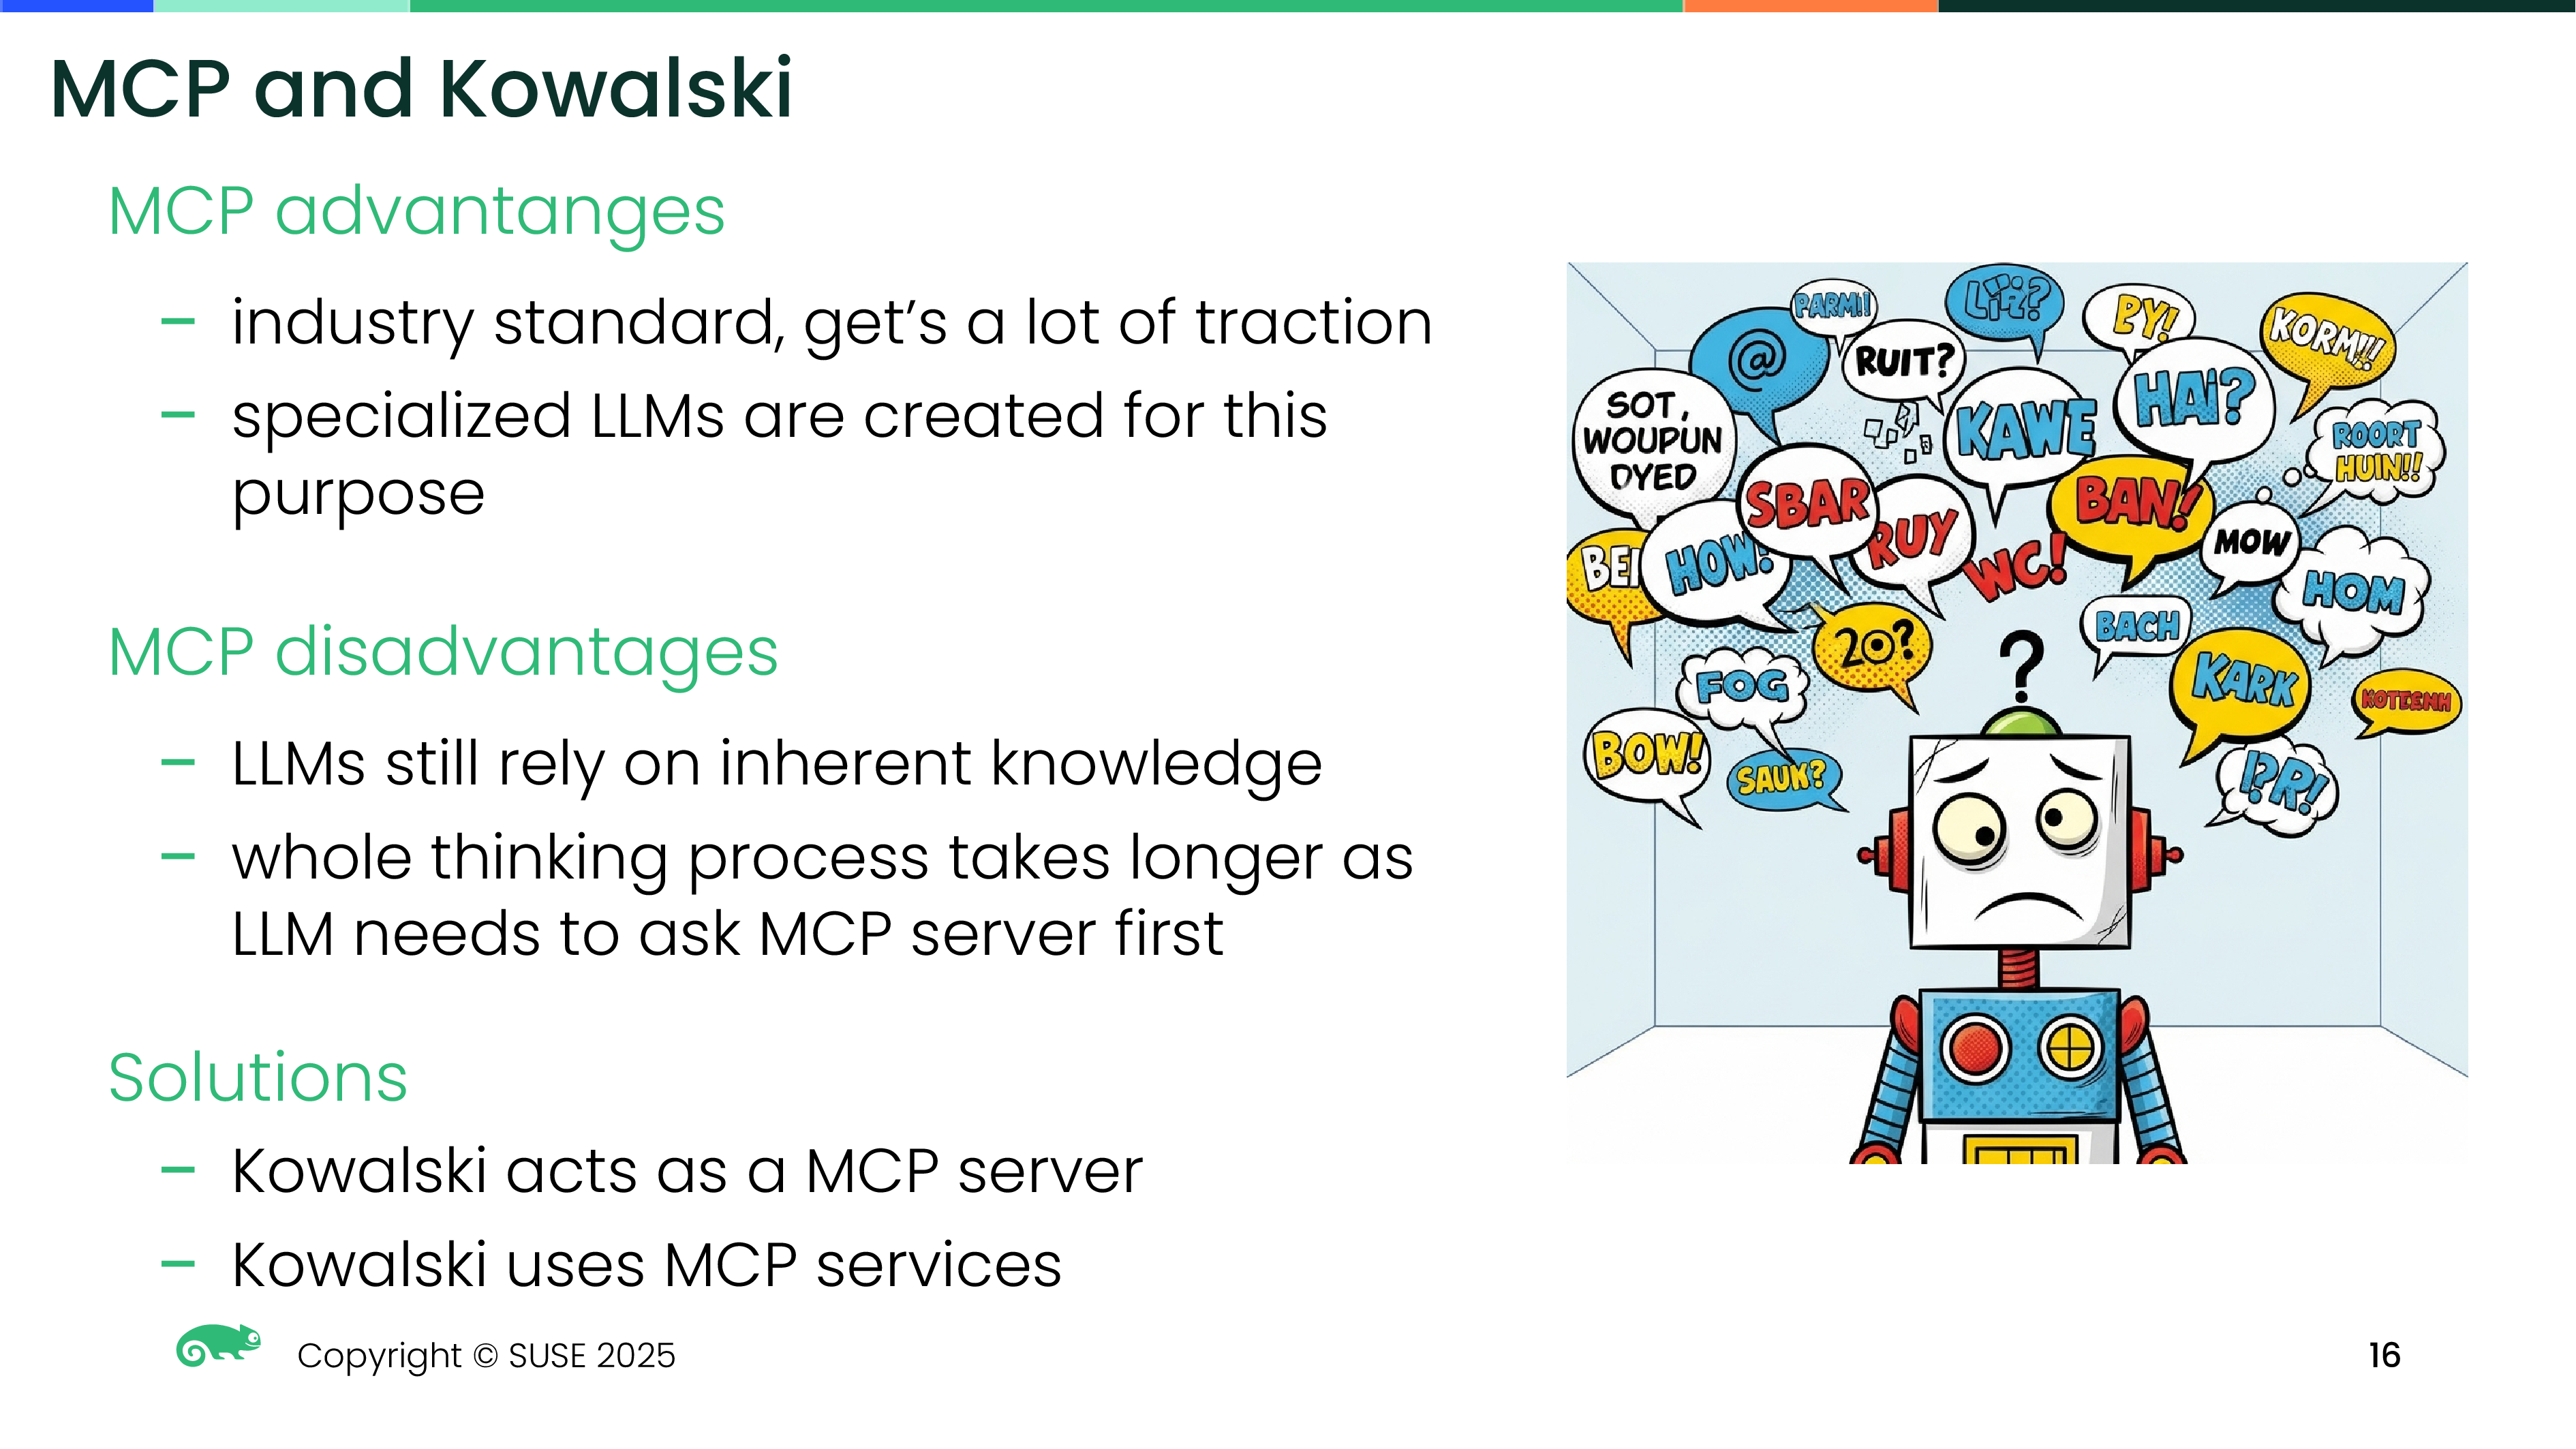 MCP and Kowalski
MCP advantanges
– industry standard, get’s a lot of traction
– specialized LLMs are created for this
purpose
MCP disadvantages
– LLMs still rely on inherent knowledge
– whole thinking process takes longer as
LLM needs to ask MCP server first
Solutions
– Kowalski acts as a MCP server
– Kowalski uses MCP services
PARM!!
BY!
KORM!!!
@
RUIT?
HAI?
SOT,
WOUPUN
DYED
KAWE
ROORT
HUIN!!
SBAR
RUY
BAN!
MOW
BEI
HOW!
WC!
HOM
20?
BACH
?
FOG
KARK
BOW!
SAUK?
!?R!
Copyright © SUSE 2025
16